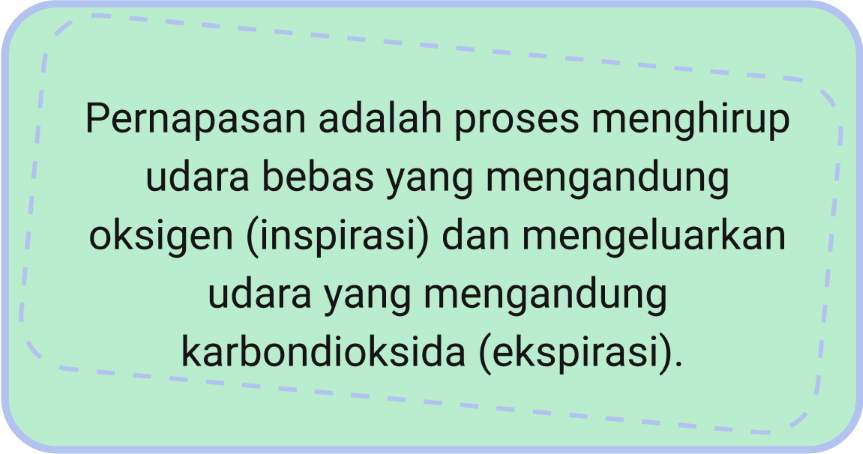 Pernapasan adalah proses menghirup
udara bebas yang mengandung
oksigen (inspirasi) dan mengeluarkan
udara yang mengandung
karbondioksida (ekspirasi).